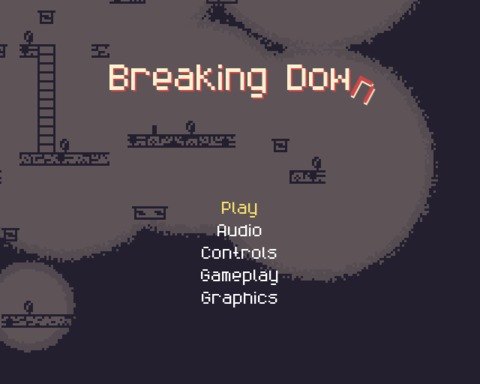 Breaking Down
Play
Audio
Controls
Gameplay
Graphics